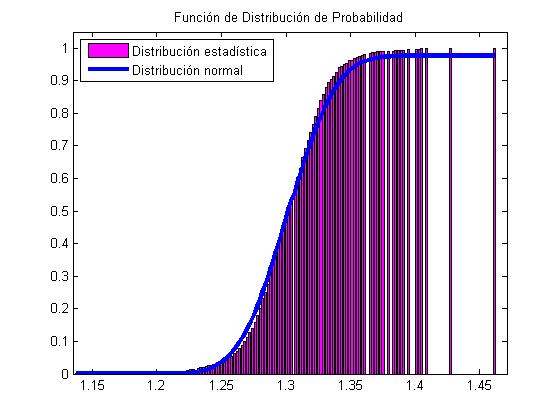 Función de Distribución de Probabilidad
Distribución estadística
Distribución normal
1
0.9
0.8
0.7
0.6
0.5
0.4
0.3
0.2
0.1
0
1.15 1.2 1.25 1.3 1.35 1.4 1.45